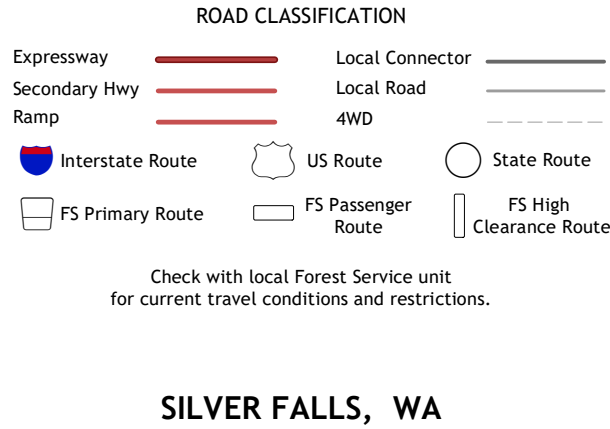 ROAD CLASSIFICATION
Expressway
Local Connector
Secondary Hwy
Local Road
Ramp
4WD
Interstate Route
US Route
State Route
FS Primary Route
FS Passenger
Route
FS High
Clearance Route
Check with local Forest Service unit
for current travel conditions and restrictions.
SILVER FALLS, WA